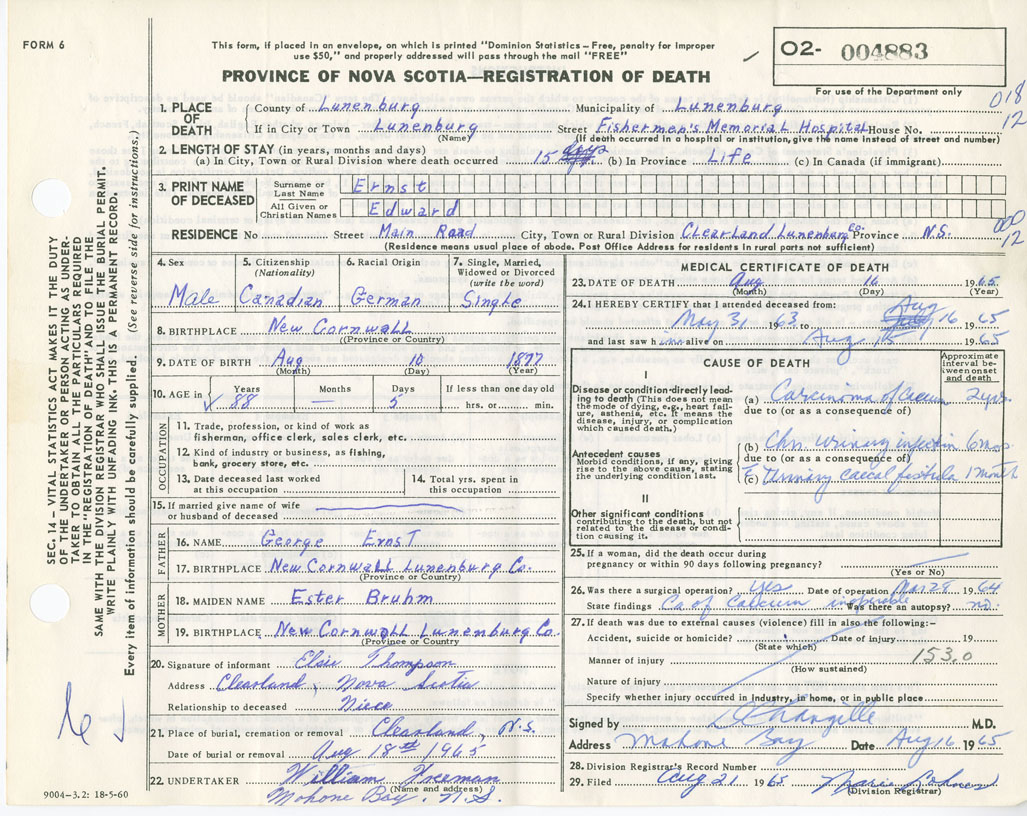 FORM 6
This form, if placed in an envelope, on which is printed "Dominion Statistics – Free, penalty for improper
use $50," and properly addressed will pass through the mail "FREE"
PROVINCE OF NOVA SCOTIA—REGISTRATION OF DEATH
O2- 004883
For use of the Department only
018
12
1. PLACE OF DEATH
County of Lunenburg Municipality of Lunenburg
If in City or Town Lunenburg Street Fishermen's Memorial Hospital House No.
(Name) (If death occurred in a hospital or institution, give the name instead of street and number)
2. LENGTH OF STAY (in years, months and days)
(a) In City, Town or Rural Division where death occurred 15 days (b) In Province Life (c) In Canada (if immigrant)
3. PRINT NAME OF DECEASED
Surname or Last Name Ernst
All Given or Christian Names Edward
RESIDENCE No Street Main Road City, Town or Rural Division Clearland Lunenburg Co. Province N.S.
000
12
(Residence means usual place of abode. Post Office Address for residents in rural parts not sufficient)
4. Sex
Male
5. Citizenship
(Nationality)
Canadian
6. Racial Origin
German
7. Single, Married,
Widowed or Divorced
(write the word)
Single
8. BIRTHPLACE New Cornwall
(Province or Country)
9. DATE OF BIRTH Aug 10 1877
(Month) (Day) (Year)
10. AGE in
Years
88
Months
—
Days
5
If less than one day old
hrs. or min.
OCCUPATION
11. Trade, profession, or kind of work as
fisherman, office clerk, sales clerk, etc.
12. Kind of industry or business, as fishing,
bank, grocery store, etc.
13. Date deceased last worked
at this occupation
14. Total yrs. spent in
this occupation
15. If married give name of wife
or husband of deceased
FATHER
16. NAME George Ernst
17. BIRTHPLACE New Cornwall Lunenburg Co.
(Province or Country)
MOTHER
18. MAIDEN NAME Ester Bruhm
19. BIRTHPLACE New Cornwall Lunenburg Co.
(Province or Country)
20. Signature of informant Elsie Thompson
Address Clearland, Nova Scotia
Relationship to deceased Niece
21. Place of burial, cremation or removal Clearland, N.S.
Date of burial or removal Aug 18th 1965
22. UNDERTAKER William Freeman
(Name and address)
Mahone Bay. N.S.
MEDICAL CERTIFICATE OF DEATH
23. DATE OF DEATH Aug 16 1965
(Month) (Day) (Year)
24. I HEREBY CERTIFY that I attended deceased from:
May 31 1963 to Aug 16 1965
and last saw him alive on Aug 15 1965
CAUSE OF DEATH
Approximate interval between onset and death
I
Disease or condition directly leading to death (This does not mean the mode of dying, e.g., heart failure, asthenia, etc. It means the disease, injury, or complication which caused death.)
(a) Carcinoma of cecum 2 yrs.
due to (or as a consequence of)
Antecedent causes
Morbid conditions, if any, giving rise to the above cause, stating the underlying condition last.
(b) Chr. urinary infection 6 mos
due to (or as a consequence of)
(c) urinary caecal fistula 1 month
II
Other significant conditions
contributing to the death, but not related to the disease or condition causing it.
25. If a woman, did the death occur during
pregnancy or within 90 days following pregnancy?
(Yes or No)
26. Was there a surgical operation? yes Date of operation Mar 28 1964
State findings Ca of Caecum inoperable Was there an autopsy? no.
27. If death was due to external causes (violence) fill in also the following:–
Accident, suicide or homicide? Date of injury 19
(State which)
Manner of injury 153.0
(How sustained)
Nature of injury
Specify whether injury occurred in industry, in home, or in public place
Signed by M.D.
Address Mahone Bay Date Aug 16 1965
28. Division Registrar's Record Number
29. Filed Aug 21 1965
(Division Registrar)
SEC. 14 – VITAL STATISTICS ACT MAKES IT THE DUTY
OF THE UNDERTAKER OR PERSON ACTING AS UNDER-
TAKER TO OBTAIN ALL THE PARTICULARS REQUIRED
IN THE "REGISTRATION OF DEATH" AND TO FILE THE
SAME WITH THE DIVISION REGISTRAR WHO SHALL ISSUE THE BURIAL PERMIT.
WRITE PLAINLY WITH UNFADING INK. THIS IS A PERMANENT RECORD.
Every item of information should be carefully supplied. (See reverse side for instructions.)
9004–3.2: 18-5-60